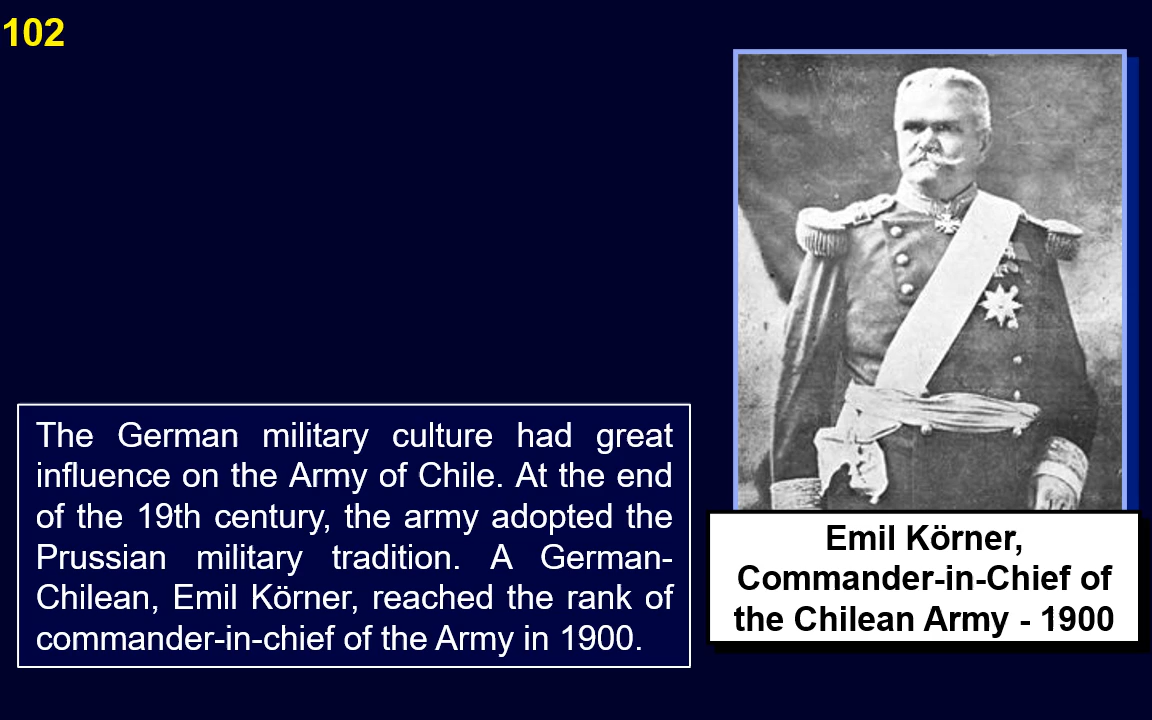 102
The German military culture had great
influence on the Army of Chile. At the end
of the 19th century, the army adopted the
Prussian military tradition. A German-
Chilean, Emil Körner, reached the rank of
commander-in-chief of the Army in 1900.
Emil Körner,
Commander-in-Chief of
the Chilean Army - 1900